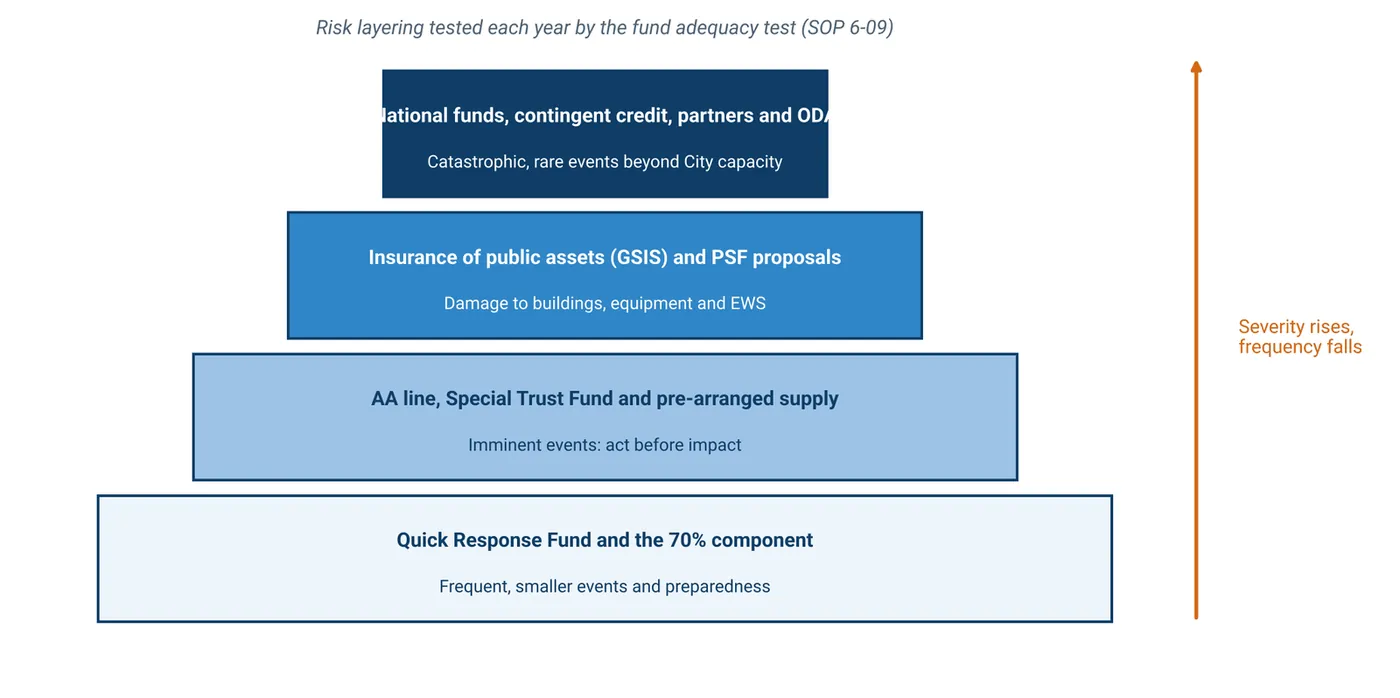 Risk layering tested each year by the fund adequacy test (SOP 6-09)
National funds, contingent credit, partners and ODA
Catastrophic, rare events beyond City capacity
Insurance of public assets (GSIS) and PSF proposals
Damage to buildings, equipment and EWS
Severity rises,
frequency falls
AA line, Special Trust Fund and pre-arranged supply
Imminent events: act before impact
Quick Response Fund and the 70% component
Frequent, smaller events and preparedness